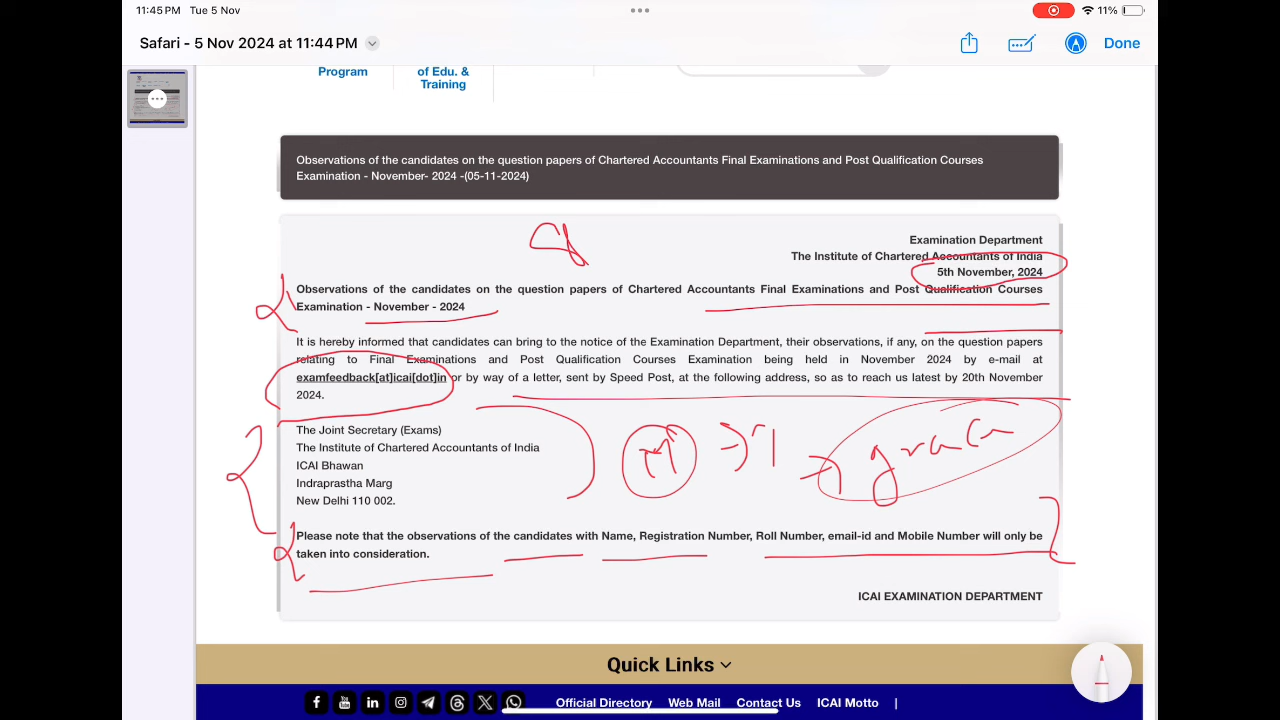 11:45 PM Tue 5 Nov
11%
Safari - 5 Nov 2024 at 11:44 PM
Done
Program
of Edu. &
Training
Observations of the candidates on the question papers of Chartered Accountants Final Examinations and Post Qualification Courses
Examination - November- 2024 -(05-11-2024)
Examination Department
The Institute of Chartered Accountants of India
5th November, 2024
Observations of the candidates on the question papers of Chartered Accountants Final Examinations and Post Qualification Courses
Examination - November - 2024
It is hereby informed that candidates can bring to the notice of the Examination Department, their observations, if any, on the question papers
relating to Final Examinations and Post Qualification Courses Examination being held in November 2024 by e-mail at
examfeedback[at]icai[dot]in or by way of a letter, sent by Speed Post, at the following address, so as to reach us latest by 20th November
2024.
The Joint Secretary (Exams)
The Institute of Chartered Accountants of India
ICAI Bhawan
Indraprastha Marg
New Delhi 110 002.
Please note that the observations of the candidates with Name, Registration Number, Roll Number, email-id and Mobile Number will only be
taken into consideration.
ICAI EXAMINATION DEPARTMENT
Quick Links
Official Directory Web Mail Contact Us ICAI Motto |